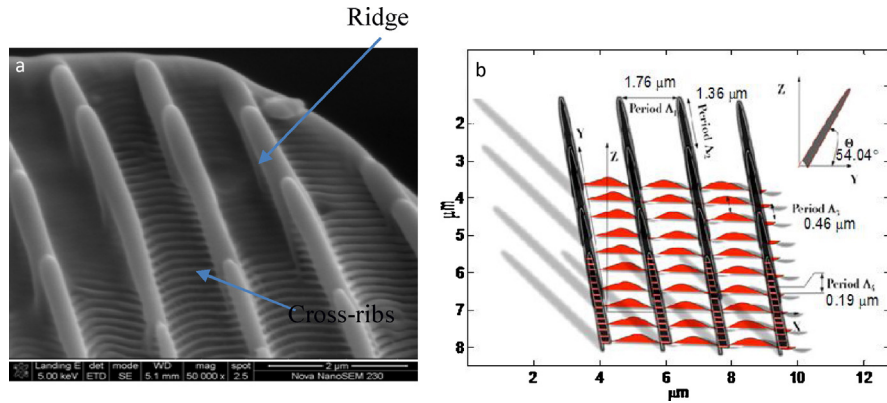 Ridge
a
Cross-ribs
Landing E det mode WD mag spot
5.00 keV ETD SE 5.1 mm 50 000 x 2.5
2 µm
Nova NanoSEM 230
b
1.76 µm
Period Λ₁
1.36 µm
Period Λ₂
Z
Θ
54.04°
Y
Y
Z
Period Λ₃
0.46 µm
Period Λ₄
0.19 µm
X
2
3
4
5
6
7
8
µm
2 4 6 8 10 12
µm